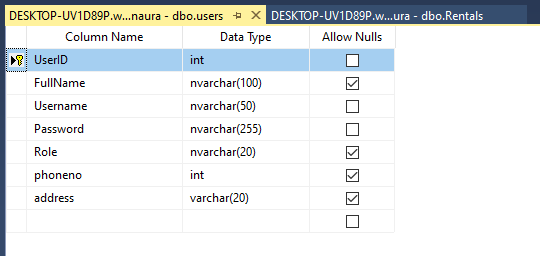 DESKTOP-UV1D89P.w...naura - dbo.users DESKTOP-UV1D89P.w...ura - dbo.Rentals
Column Name Data Type Allow Nulls
UserID int
FullName nvarchar(100)
Username nvarchar(50)
Password nvarchar(255)
Role nvarchar(20)
phoneno int
address varchar(20)